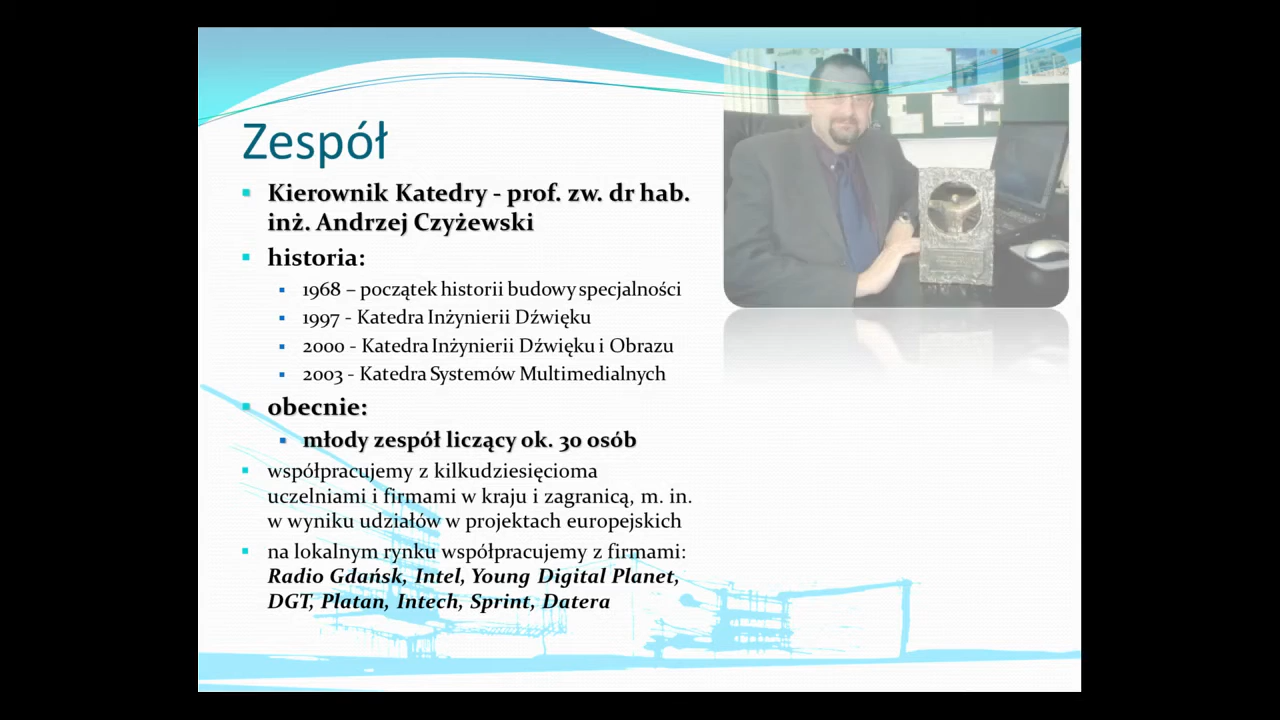 Zespół
Kierownik Katedry - prof. zw. dr hab.
inż. Andrzej Czyżewski
historia:
1968 – początek historii budowy specjalności
1997 - Katedra Inżynierii Dźwięku
2000 - Katedra Inżynierii Dźwięku i Obrazu
2003 - Katedra Systemów Multimedialnych
obecnie:
młody zespół liczący ok. 30 osób
współpracujemy z kilkudziesięcioma
uczelniami i firmami w kraju i zagranicą, m. in.
w wyniku udziałów w projektach europejskich
na lokalnym rynku współpracujemy z firmami:
Radio Gdańsk, Intel, Young Digital Planet,
DGT, Platan, Intech, Sprint, Datera